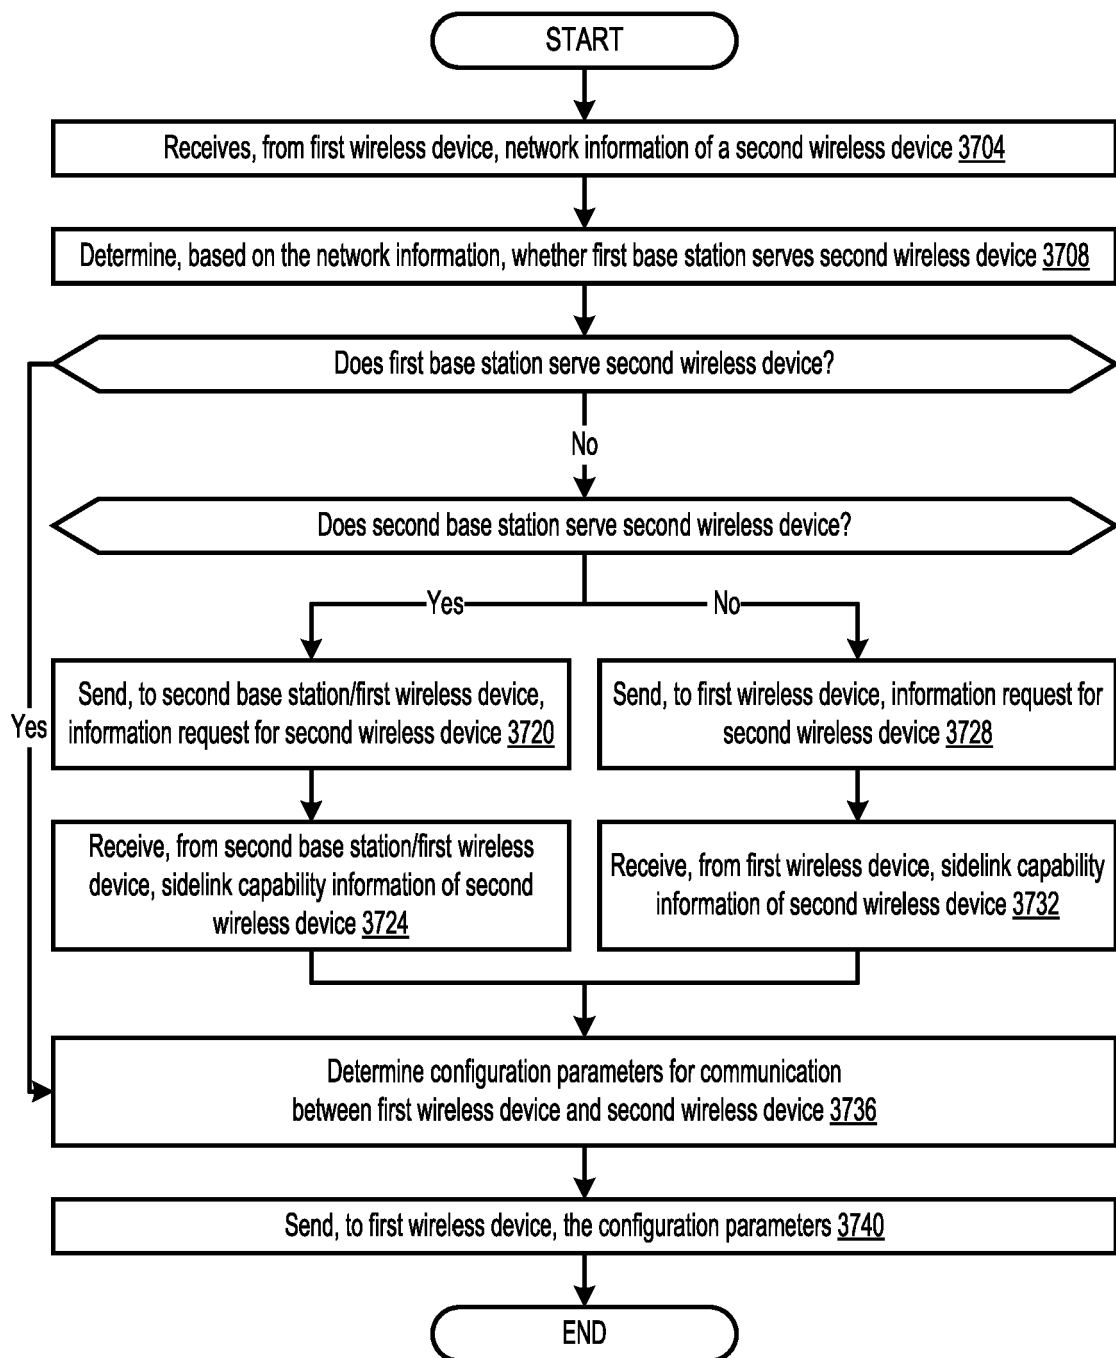 START
Receives, from first wireless device, network information of a second wireless device 3704
Determine, based on the network information, whether first base station serves second wireless device 3708
Does first base station serve second wireless device?
No
Does second base station serve second wireless device?
Yes
No
Send, to second base station/first wireless device,
information request for second wireless device 3720
Send, to first wireless device, information request for
second wireless device 3728
Yes
Receive, from second base station/first wireless
device, sidelink capability information of second
wireless device 3724
Receive, from first wireless device, sidelink capability
information of second wireless device 3732
Determine configuration parameters for communication
between first wireless device and second wireless device 3736
Send, to first wireless device, the configuration parameters 3740
END